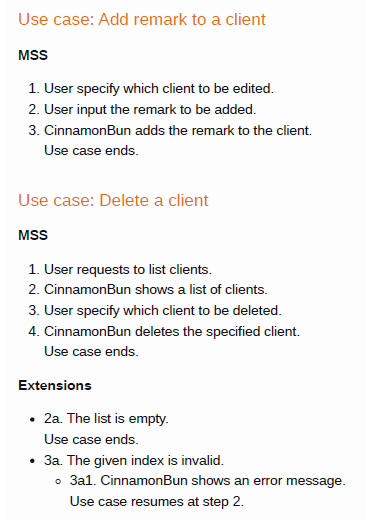 Use case: Add remark to a client
MSS
1. User specify which client to be edited.
2. User input the remark to be added.
3. CinnamonBun adds the remark to the client.
Use case ends.
Use case: Delete a client
MSS
1. User requests to list clients.
2. CinnamonBun shows a list of clients.
3. User specify which client to be deleted.
4. CinnamonBun deletes the specified client.
Use case ends.
Extensions
• 2a. The list is empty.
Use case ends.
• 3a. The given index is invalid.
◦ 3a1. CinnamonBun shows an error message.
Use case resumes at step 2.